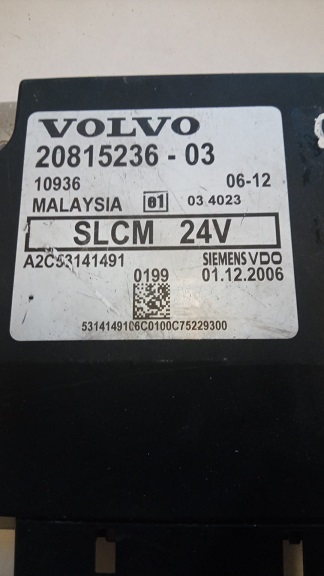 VOLVO
20815236 - 03
10936 06-12
MALAYSIA e1 03 4023
SLCM 24V
A2C53141491 SIEMENS VDO
0199 01.12.2006
5314149106C0100C75229300